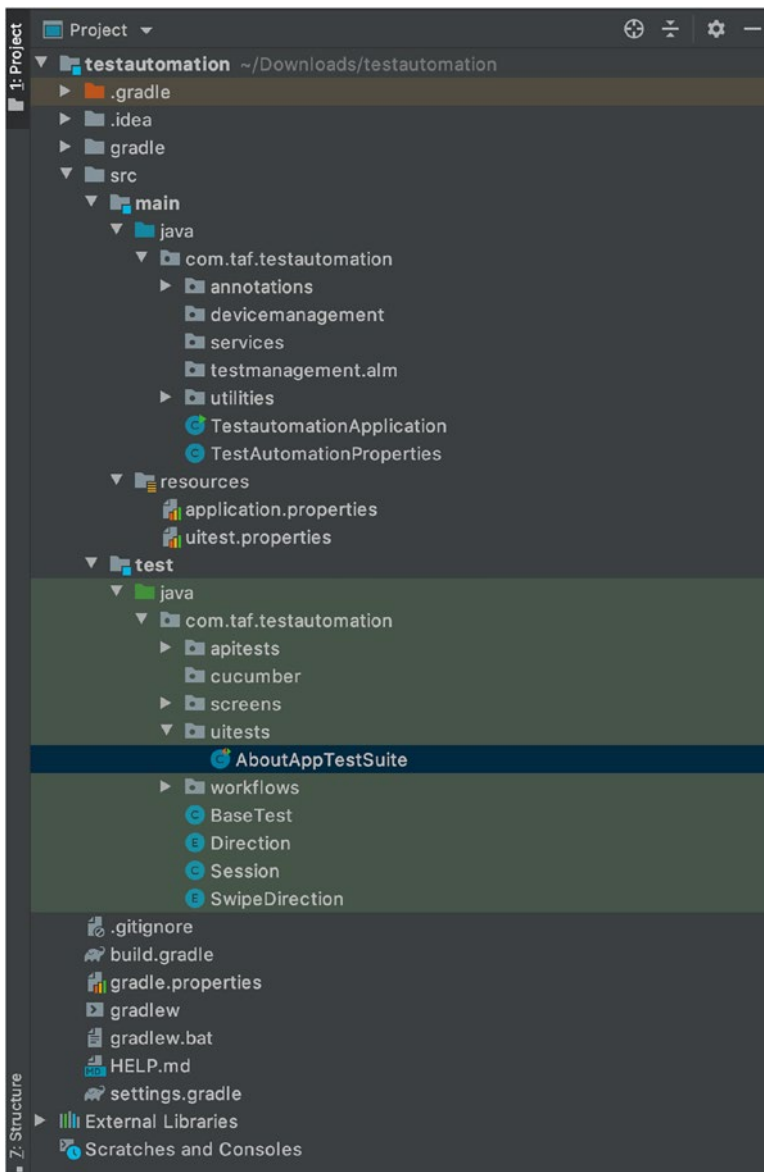 1: Project
Project
testautomation ~/Downloads/testautomation
.gradle
.idea
gradle
src
main
java
com.taf.testautomation
annotations
devicemanagement
services
testmanagement.alm
utilities
TestautomationApplication
TestAutomationProperties
resources
application.properties
uitest.properties
test
java
com.taf.testautomation
apitests
cucumber
screens
uitests
AboutAppTestSuite
workflows
BaseTest
Direction
Session
SwipeDirection
.gitignore
build.gradle
gradle.properties
gradlew
gradlew.bat
HELP.md
settings.gradle
External Libraries
Scratches and Consoles
7: Structure